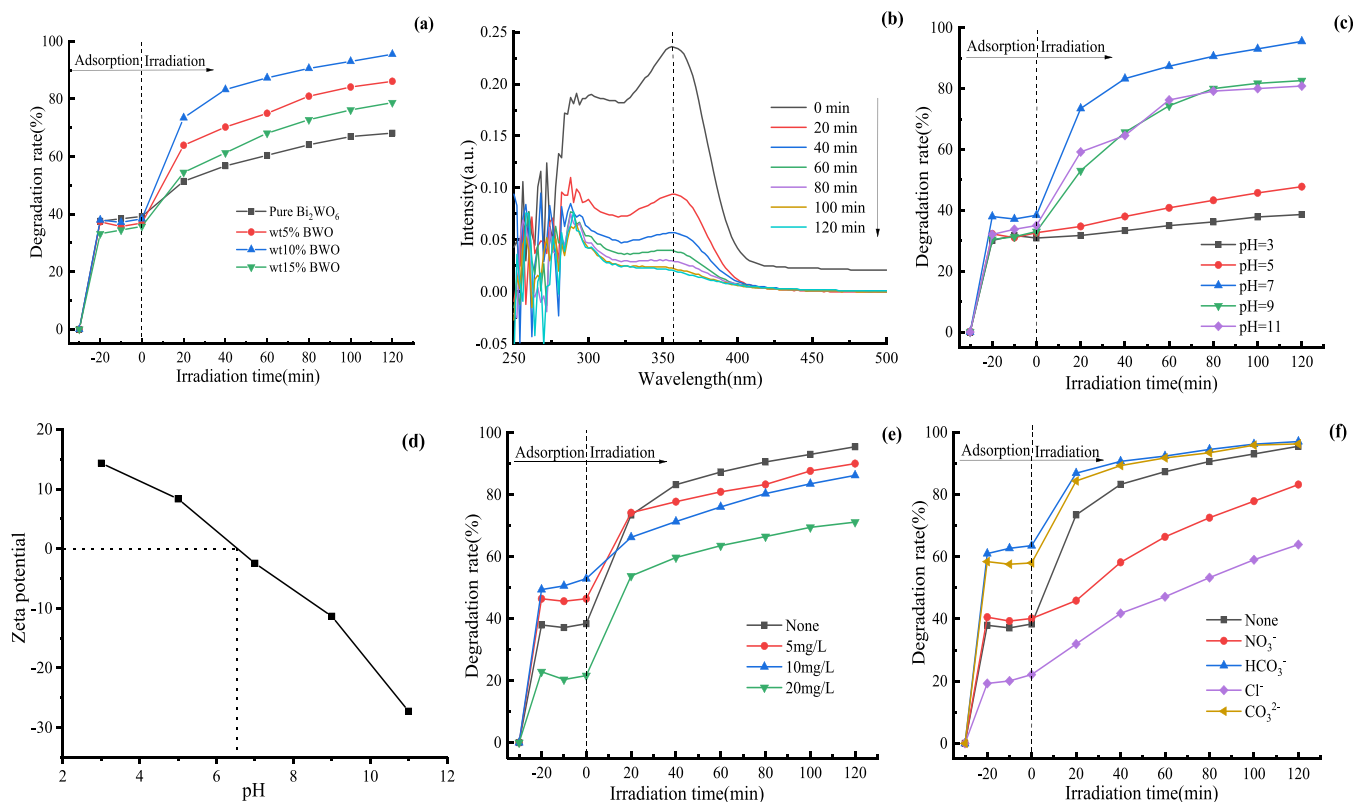 (a)
Adsorption Irradiation
Degradation rate(%)
100
80
60
40
20
0
Pure Bi₂WO₆
wt5% BWO
wt10% BWO
wt15% BWO
-20 0 20 40 60 80 100 120
Irradiation time(min)
(b)
Intensity(a.u.)
0.25
0.20
0.15
0.10
0.05
0.00
-0.05
0 min
20 min
40 min
60 min
80 min
100 min
120 min
250 300 350 400 450 500
Wavelength(nm)
(c)
Adsorption Irradiation
Degradation rate(%)
100
80
60
40
20
0
pH=3
pH=5
pH=7
pH=9
pH=11
-20 0 20 40 60 80 100 120
Irradiation time(min)
(d)
Zeta potential
20
10
0
-10
-20
-30
2 4 6 8 10 12
pH
(e)
Adsorption Irradiation
Degradation rate(%)
100
80
60
40
20
0
None
5mg/L
10mg/L
20mg/L
-20 0 20 40 60 80 100 120
Irradiation time(min)
(f)
Adsorption Irradiation
Degradation rate(%)
100
80
60
40
20
0
None
NO₃⁻
HCO₃⁻
Cl⁻
CO₃²⁻
-20 0 20 40 60 80 100 120
Irradiation time(min)